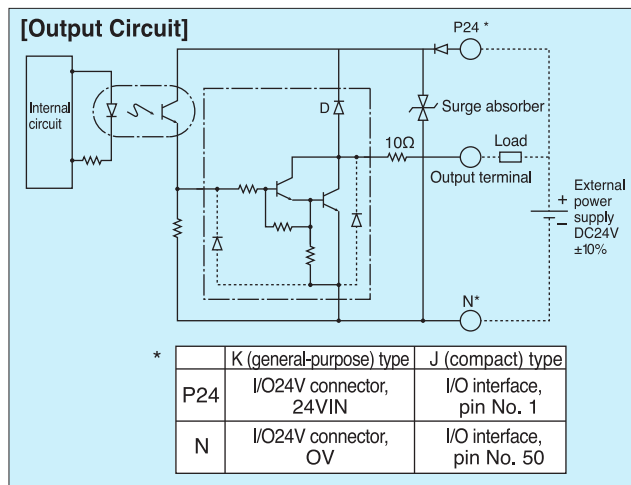 [Output Circuit]
P24 *
Internal
circuit
D
Surge absorber
10Ω
Load
Output terminal
+
−
External
power
supply
DC24V
±10%
N*
*
K (general-purpose) type
J (compact) type
P24
I/O24V connector,
24VIN
I/O interface,
pin No. 1
N
I/O24V connector,
OV
I/O interface,
pin No. 50